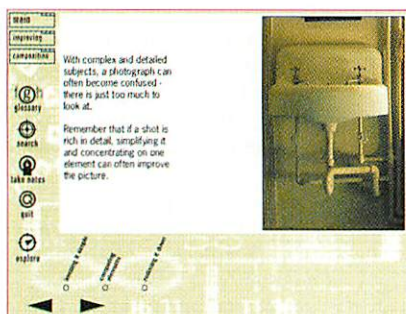 improving
composition
With complex and detailed
subjects, a photograph can
often become confused -
there is just too much to
look at.
Remember that if a shot is
rich in detail, simplifying it
and concentrating on one
element can often improve
the picture.
glossary
search
take notes
quit
explore